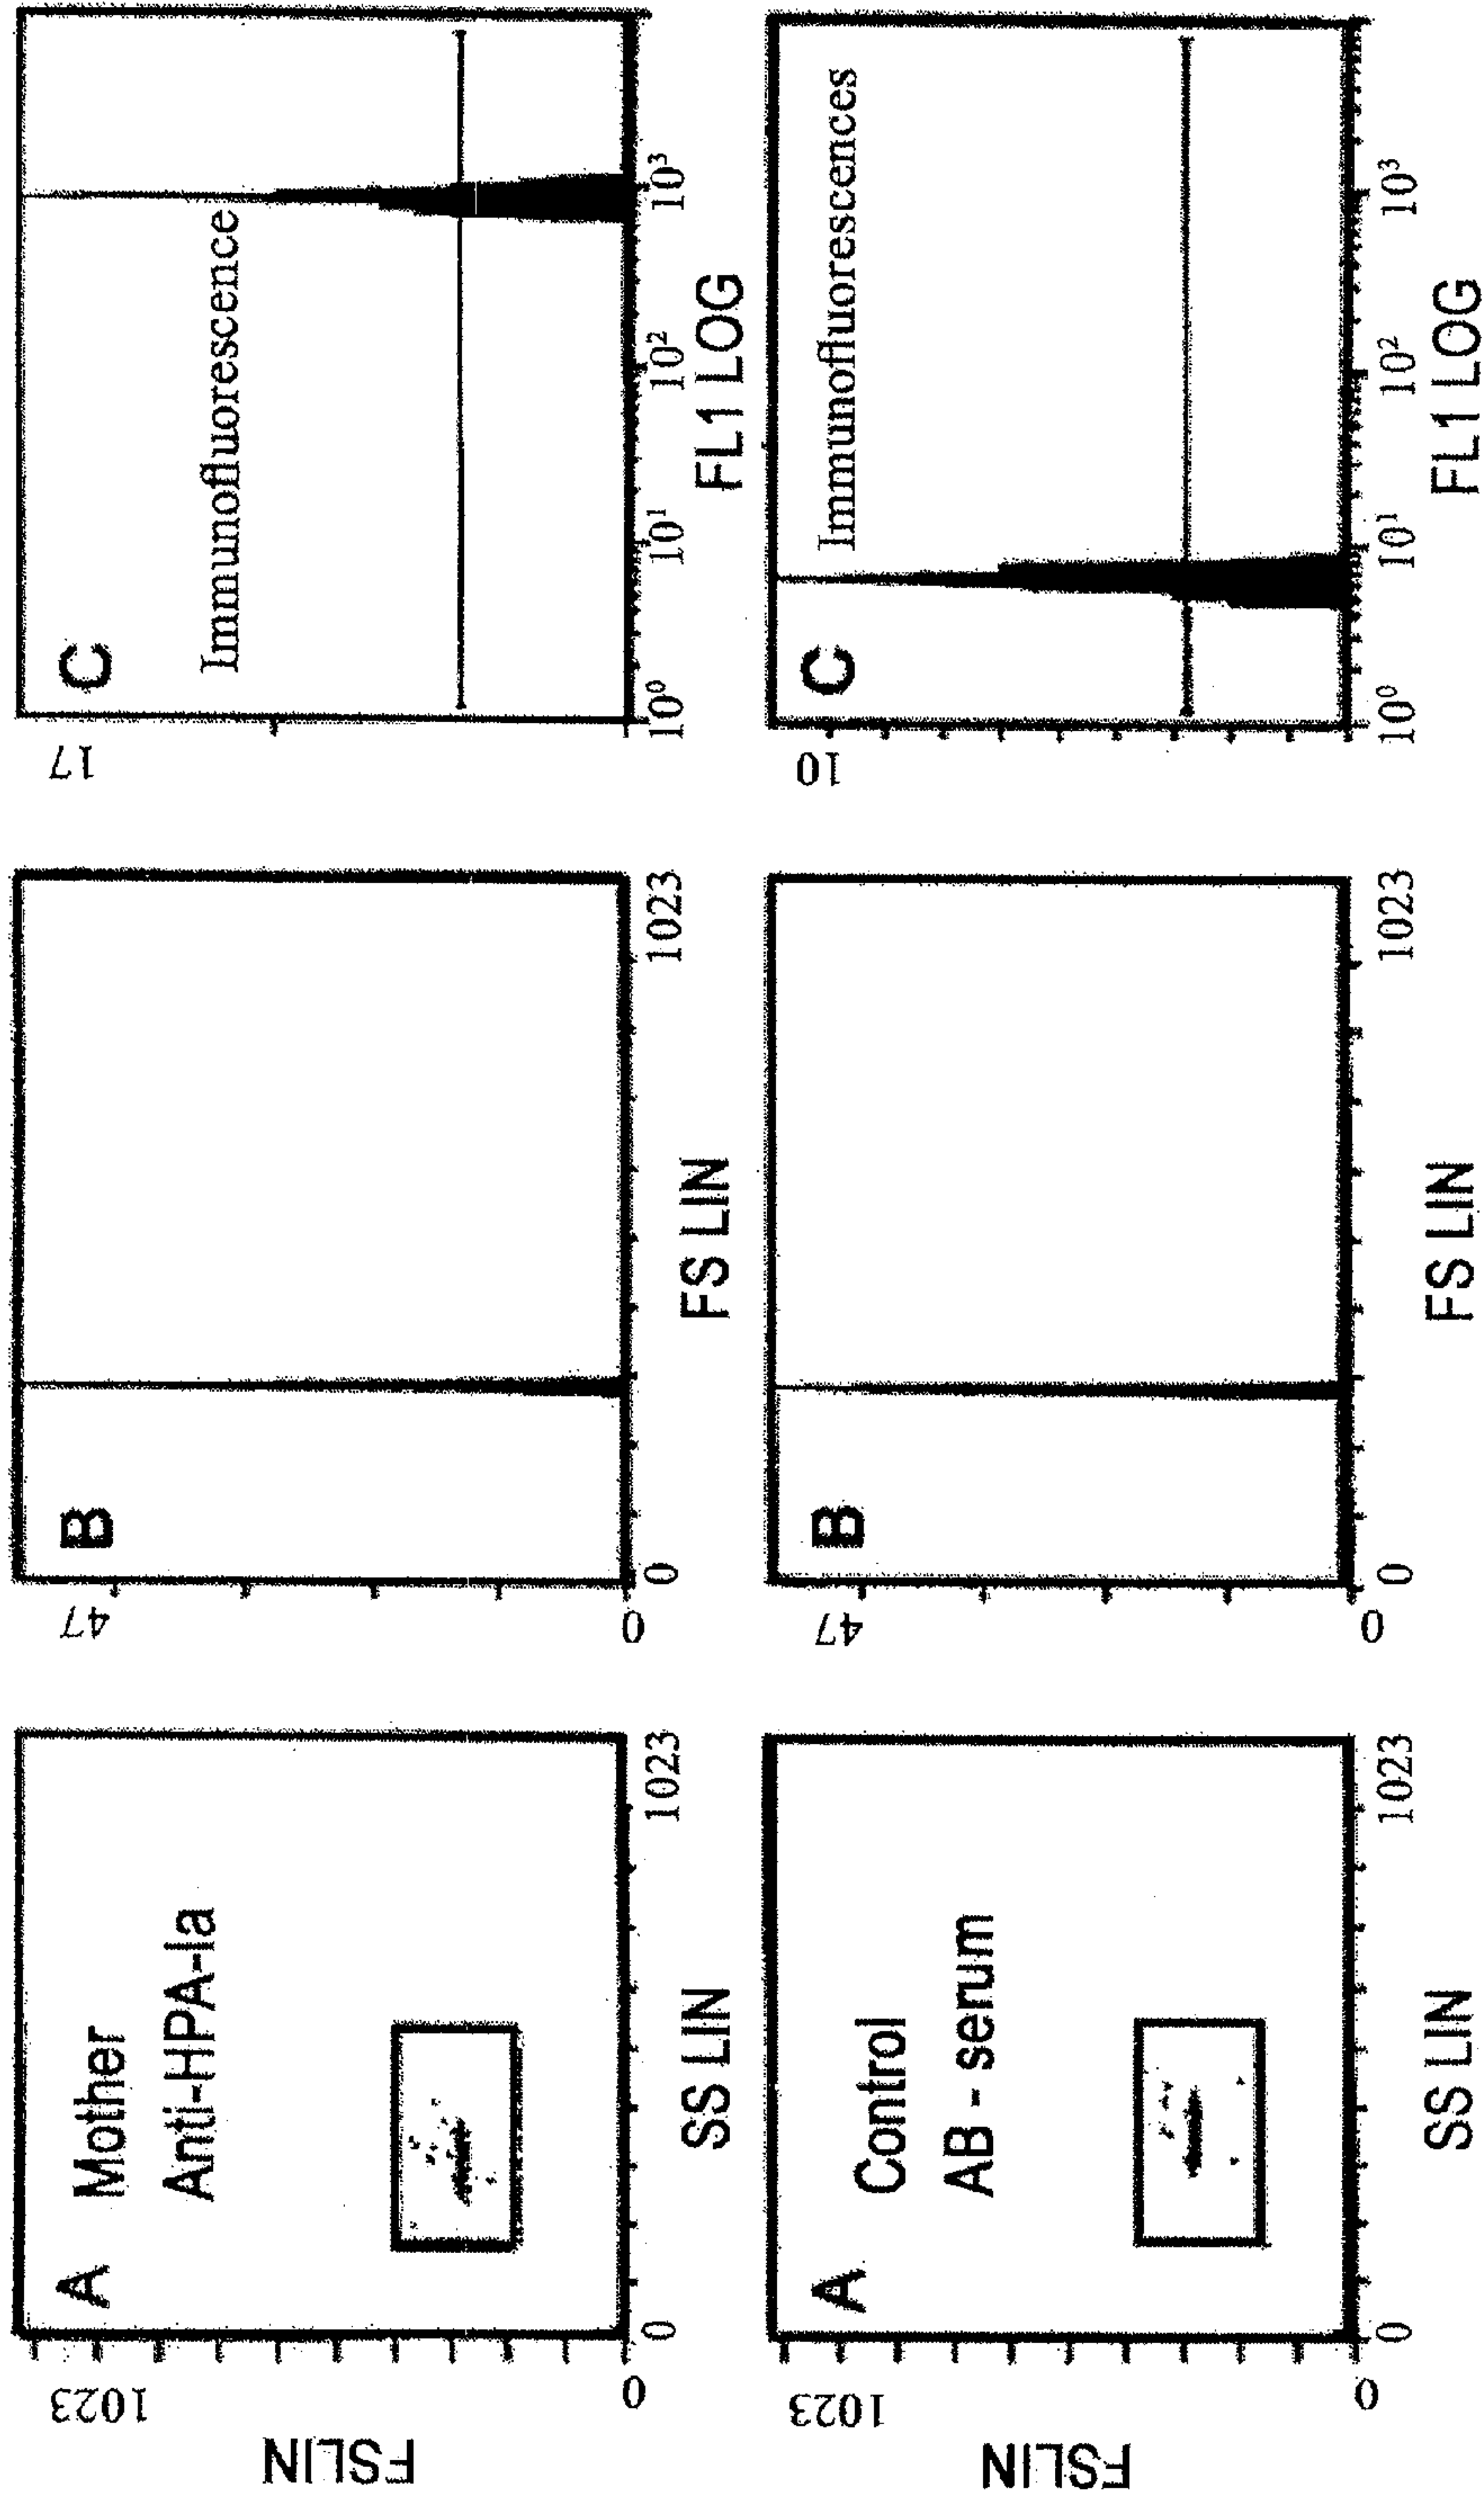 A
Mother
Anti-HPA-Ia
1023
FSLIN
0
0
1023
SS LIN
B
47
0
0
1023
FS LIN
C
Immunofluorescence
17
10⁰
10¹
10²
10³
FL1 LOG
A
Control
AB - serum
1023
FSLIN
0
0
1023
SS LIN
B
47
0
0
1023
FS LIN
C
Immunofluorescences
10
10⁰
10¹
10²
10³
FL1 LOG